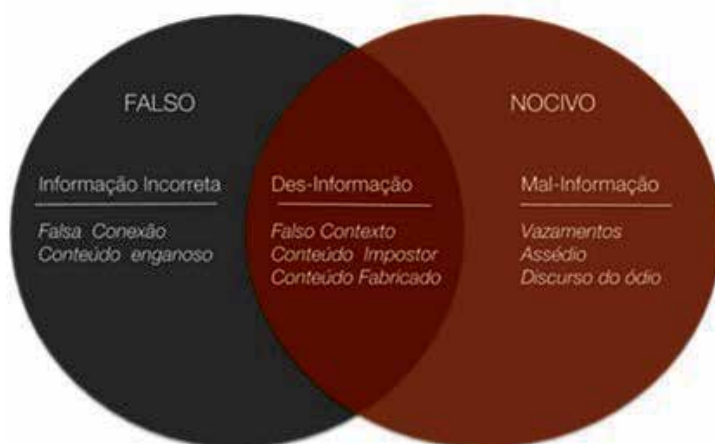 FALSO
NOCIVO
Informação Incorreta
Falsa Conexão
Conteúdo enganoso
Des-Informação
Falso Contexto
Conteúdo Impostor
Conteúdo Fabricado
Mal-Informação
Vazamentos
Assédio
Discurso do ódio